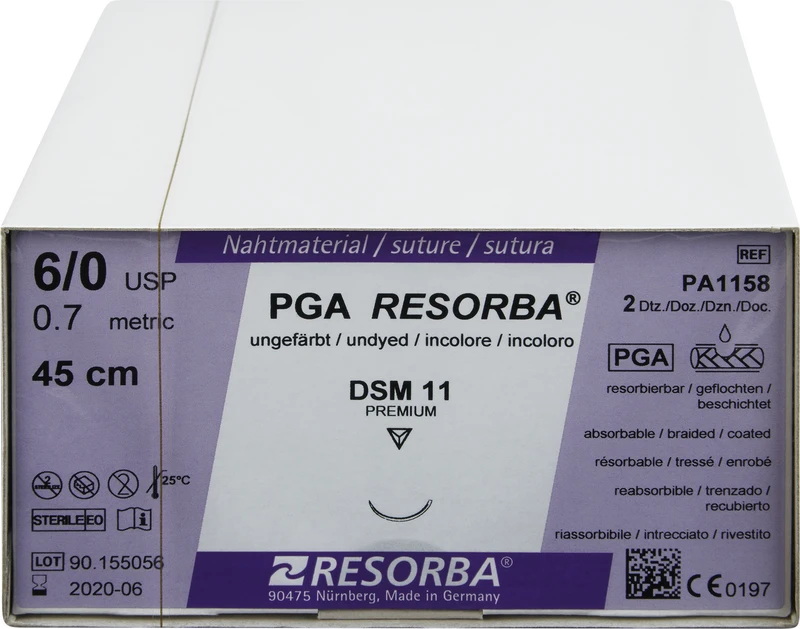 Nahtmaterial / suture / sutura
6/0 USP
0.7 metric
45 cm
PGA RESORBA®
ungefärbt / undyed / incolore / incoloro
DSM 11
PREMIUM
REF
PA1158
2 Dtz./Doz./Dzn./Doc.
PGA
resorbierbar / geflochten /
beschichtet
absorbable / braided / coated
résorbable / tressé / enrobé
reabsorbible / trenzado /
recubierto
riassorbibile / intrecciato / rivestito
25°C
STERILE EO
LOT 90.155056
2020-06
RESORBA®
90475 Nürnberg, Made in Germany
CE 0197